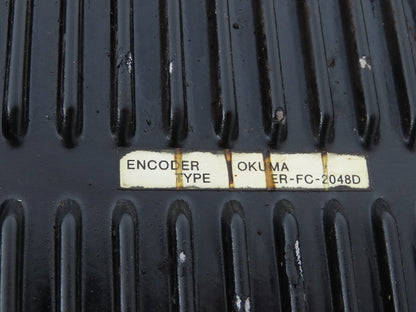 ENCODER OKUMA
TYPE ER-FC-2048D